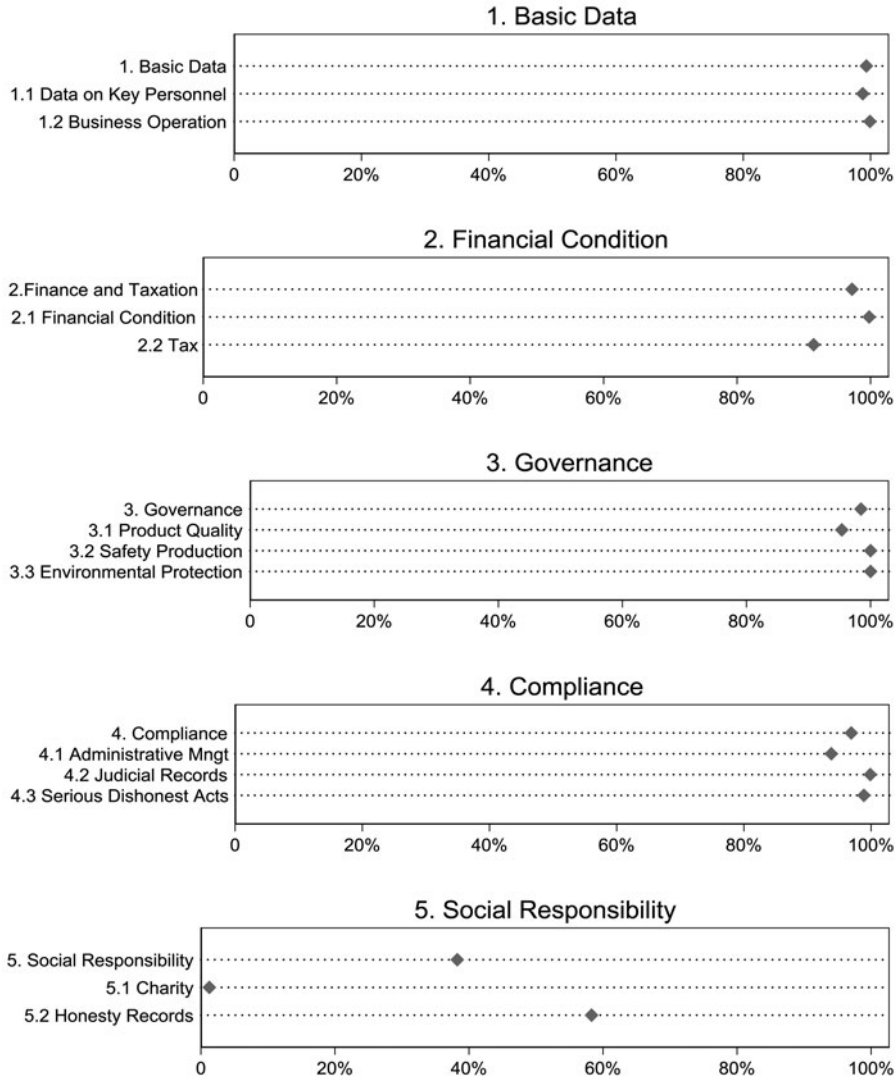 1. Basic Data
1. Basic Data
1.1 Data on Key Personnel
1.2 Business Operation
0 20% 40% 60% 80% 100%
2. Financial Condition
2.Finance and Taxation
2.1 Financial Condition
2.2 Tax
0 20% 40% 60% 80% 100%
3. Governance
3. Governance
3.1 Product Quality
3.2 Safety Production
3.3 Environmental Protection
0 20% 40% 60% 80% 100%
4. Compliance
4. Compliance
4.1 Administrative Mngt
4.2 Judicial Records
4.3 Serious Dishonest Acts
0 20% 40% 60% 80% 100%
5. Social Responsibility
5. Social Responsibility
5.1 Charity
5.2 Honesty Records
0 20% 40% 60% 80% 100%